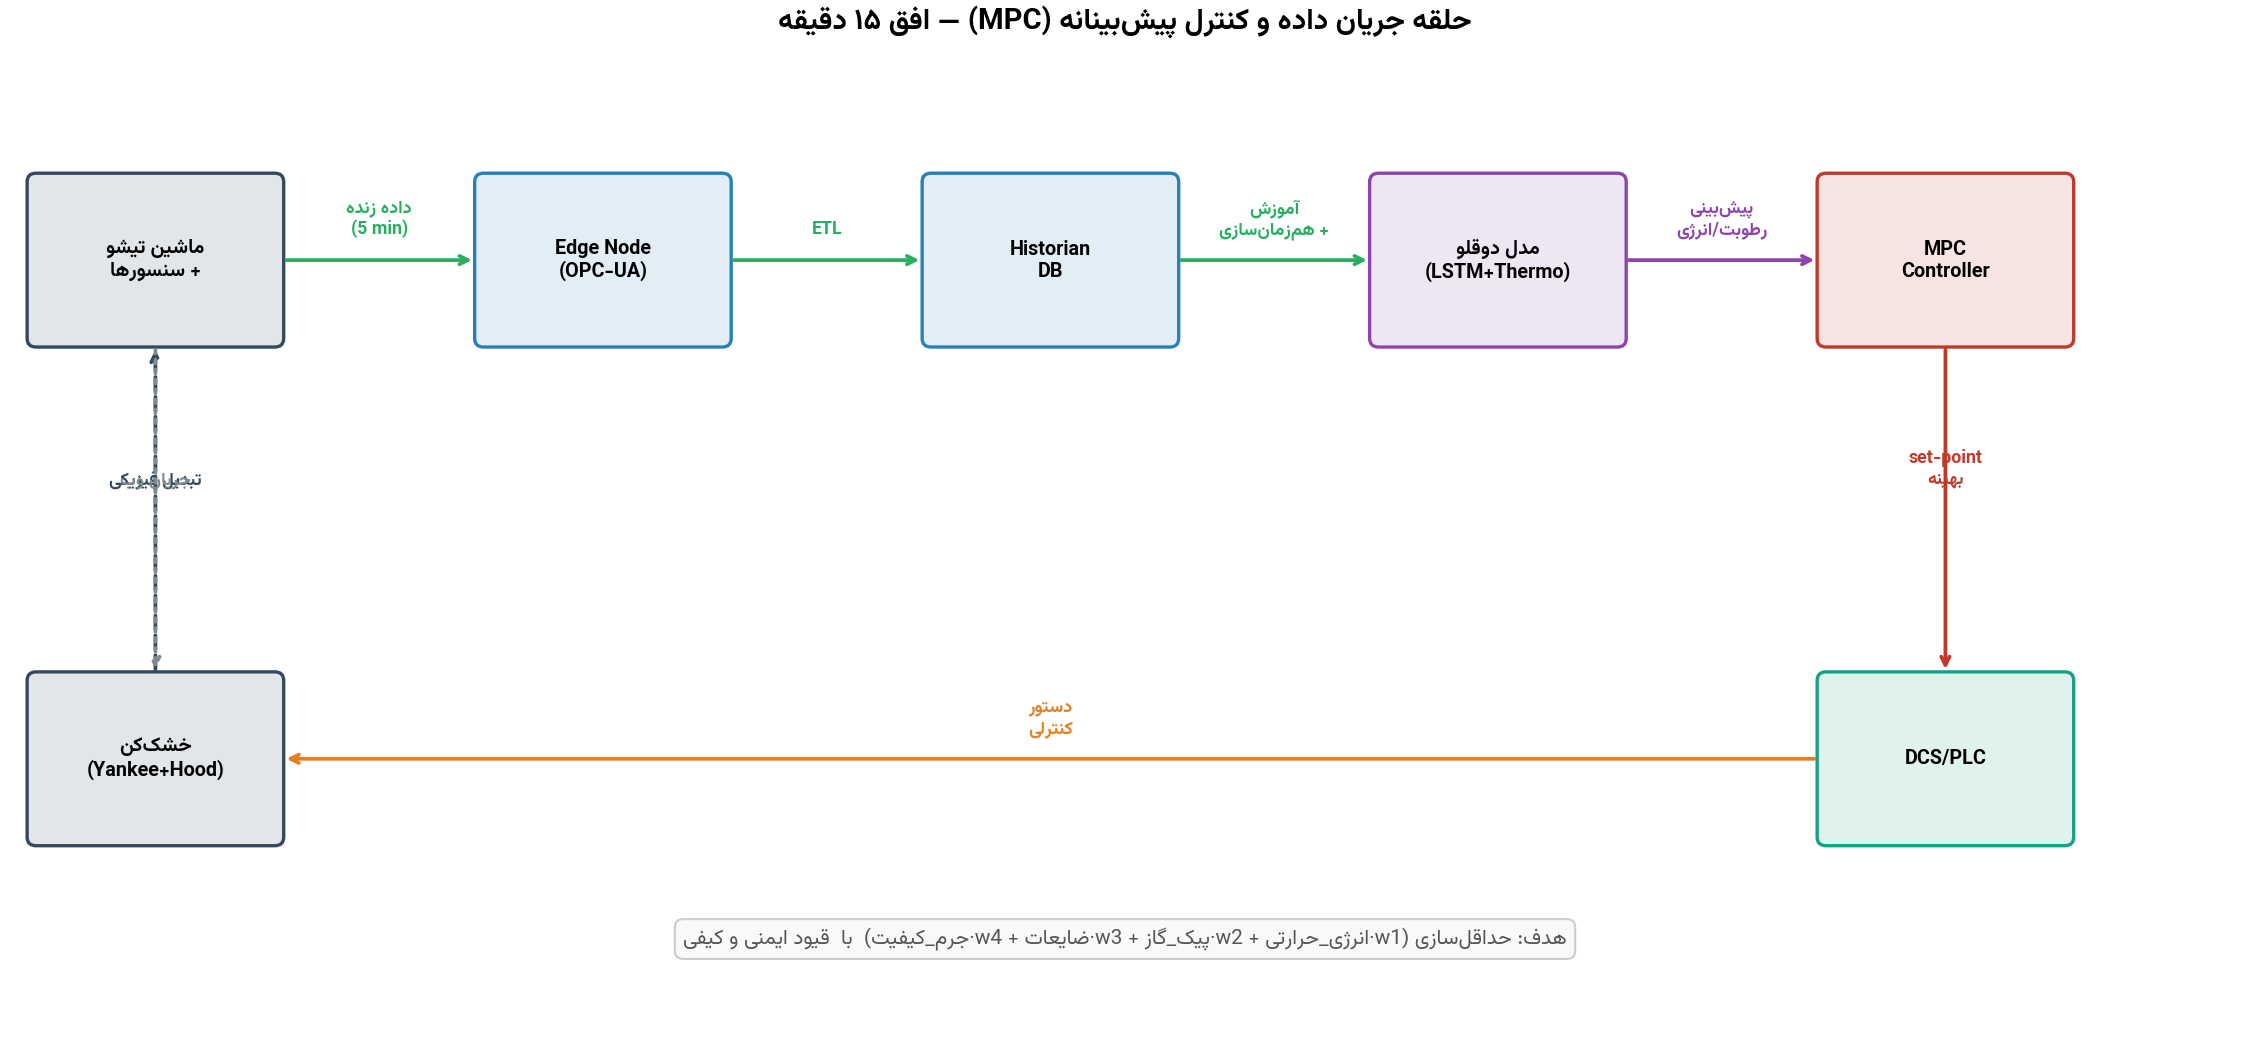 حلقه جریان داده و کنترل پیش‌بینانه (MPC) — افق ۱۵ دقیقه
ماشین تیشو
+ سنسورها
داده زنده
(5 min)
Edge Node
(OPC-UA)
ETL
Historian
DB
آموزش
+ هم‌زمان‌سازی
مدل دوقلو
(LSTM+Thermo)
پیش‌بینی
رطوبت/انرژی
MPC
Controller
set-point
بهینه
DCS/PLC
دستور
کنترلی
خشک‌کن
(Yankee+Hood)
هدف: حداقل‌سازی (w1·انرژی_حرارتی + w2·پیک_گاز + w3·ضایعات + w4·جرم_کیفیت) با قیود ایمنی و کیفی